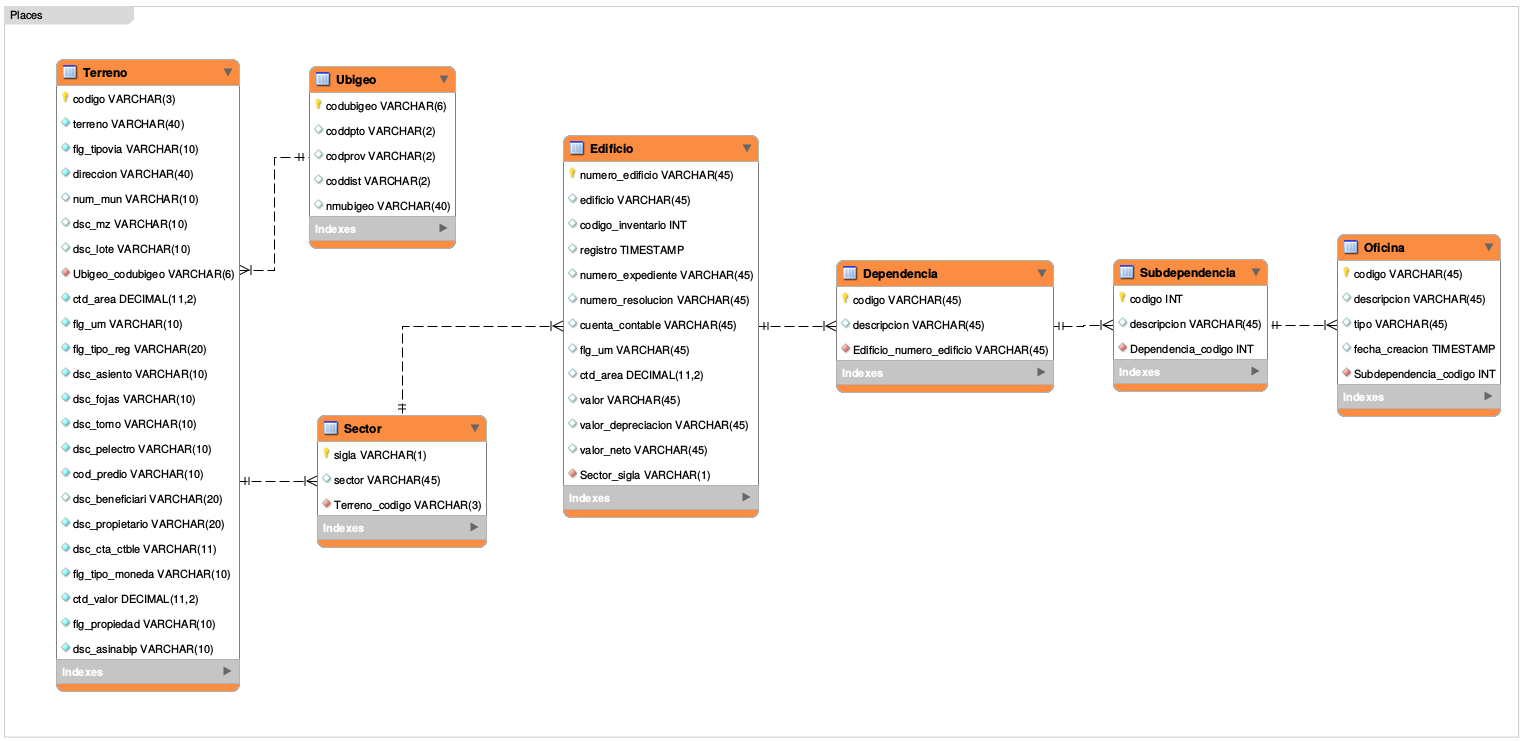 Places
Terreno
codigo VARCHAR(3)
terreno VARCHAR(40)
flg_tipovia VARCHAR(10)
direccion VARCHAR(40)
num_mun VARCHAR(10)
dsc_mz VARCHAR(10)
dsc_lote VARCHAR(10)
Ubigeo_codubigeo VARCHAR(6)
ctd_area DECIMAL(11,2)
flg_um VARCHAR(10)
flg_tipo_reg VARCHAR(20)
dsc_asiento VARCHAR(10)
dsc_fojas VARCHAR(10)
dsc_tomo VARCHAR(10)
dsc_pelectro VARCHAR(10)
cod_predio VARCHAR(10)
dsc_beneficiari VARCHAR(20)
dsc_propietario VARCHAR(20)
dsc_cta_ctble VARCHAR(11)
flg_tipo_moneda VARCHAR(10)
ctd_valor DECIMAL(11,2)
flg_propiedad VARCHAR(10)
dsc_asinabip VARCHAR(10)
Indexes
Ubigeo
codubigeo VARCHAR(6)
coddpto VARCHAR(2)
codprov VARCHAR(2)
coddist VARCHAR(2)
nmubigeo VARCHAR(40)
Indexes
Sector
sigla VARCHAR(1)
sector VARCHAR(45)
Terreno_codigo VARCHAR(3)
Indexes
Edificio
numero_edificio VARCHAR(45)
edificio VARCHAR(45)
codigo_inventario INT
registro TIMESTAMP
numero_expediente VARCHAR(45)
numero_resolucion VARCHAR(45)
cuenta_contable VARCHAR(45)
flg_um VARCHAR(45)
ctd_area DECIMAL(11,2)
valor VARCHAR(45)
valor_depreciacion VARCHAR(45)
valor_neto VARCHAR(45)
Sector_sigla VARCHAR(1)
Indexes
Dependencia
codigo VARCHAR(45)
descripcion VARCHAR(45)
Edificio_numero_edificio VARCHAR(45)
Indexes
Subdependencia
codigo INT
descripcion VARCHAR(45)
Dependencia_codigo INT
Indexes
Oficina
codigo VARCHAR(45)
descripcion VARCHAR(45)
tipo VARCHAR(45)
fecha_creacion TIMESTAMP
Subdependencia_codigo INT
Indexes